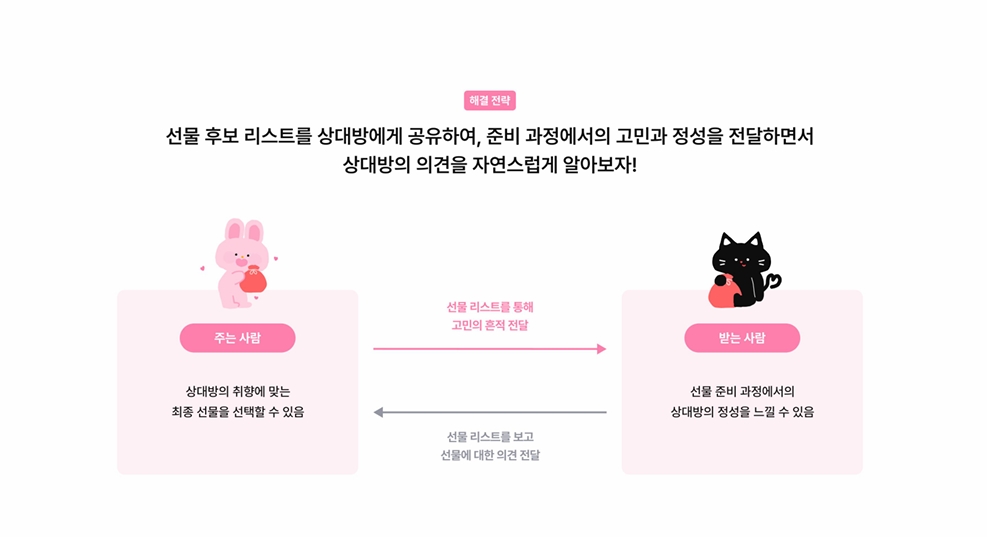 해결 전략
선물 후보 리스트를 상대방에게 공유하여, 준비 과정에서의 고민과 정성을 전달하면서
상대방의 의견을 자연스럽게 알아보자!
주는 사람
상대방의 취향에 맞는
최종 선물을 선택할 수 있음
선물 리스트를 통해
고민의 흔적 전달
선물 리스트를 보고
선물에 대한 의견 전달
받는 사람
선물 준비 과정에서의
상대방의 정성을 느낄 수 있음